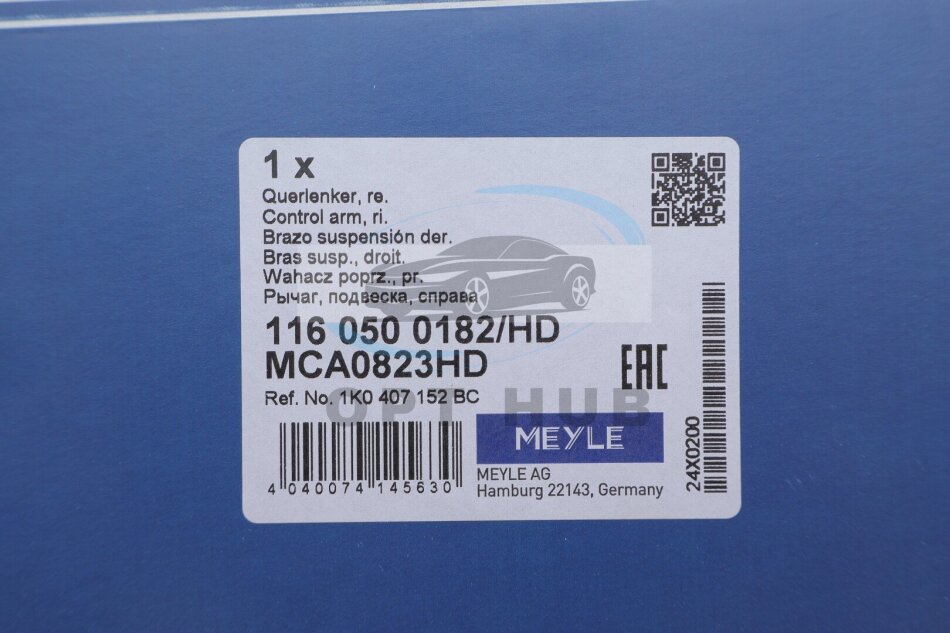 1 x
Querlenker, re.
Control arm, ri.
Brazo suspensión der.
Bras susp., droit.
Wahacz poprz., pr.
Рычаг, подвеска, справа
116 050 0182/HD
MCA0823HD
EAC
Ref. No. 1K0 407 152 BC
OPT HUB
MEYLE
MEYLE AG
Hamburg 22143, Germany
4 040074 145630
24X0200